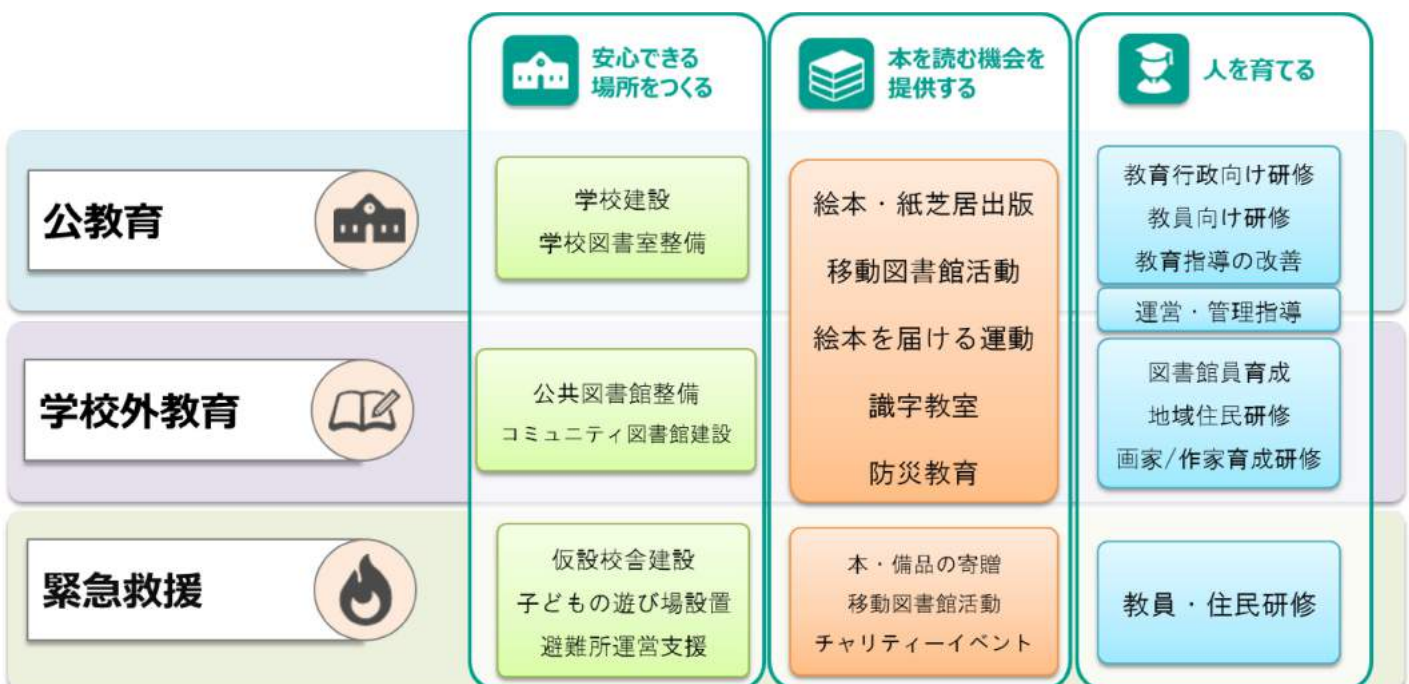 安心できる
場所をつくる
本を読む機会を
提供する
人を育てる
公教育
学校建設
学校図書室整備
絵本・紙芝居出版
移動図書館活動
絵本を届ける運動
識字教室
防災教育
教育行政向け研修
教員向け研修
教育指導の改善
運営・管理指導
学校外教育
公共図書館整備
コミュニティ図書館建設
図書館員育成
地域住民研修
画家/作家育成研修
緊急救援
仮設校舎建設
子どもの遊び場設置
避難所運営支援
本・備品の寄贈
移動図書館活動
チャリティーイベント
教員・住民研修